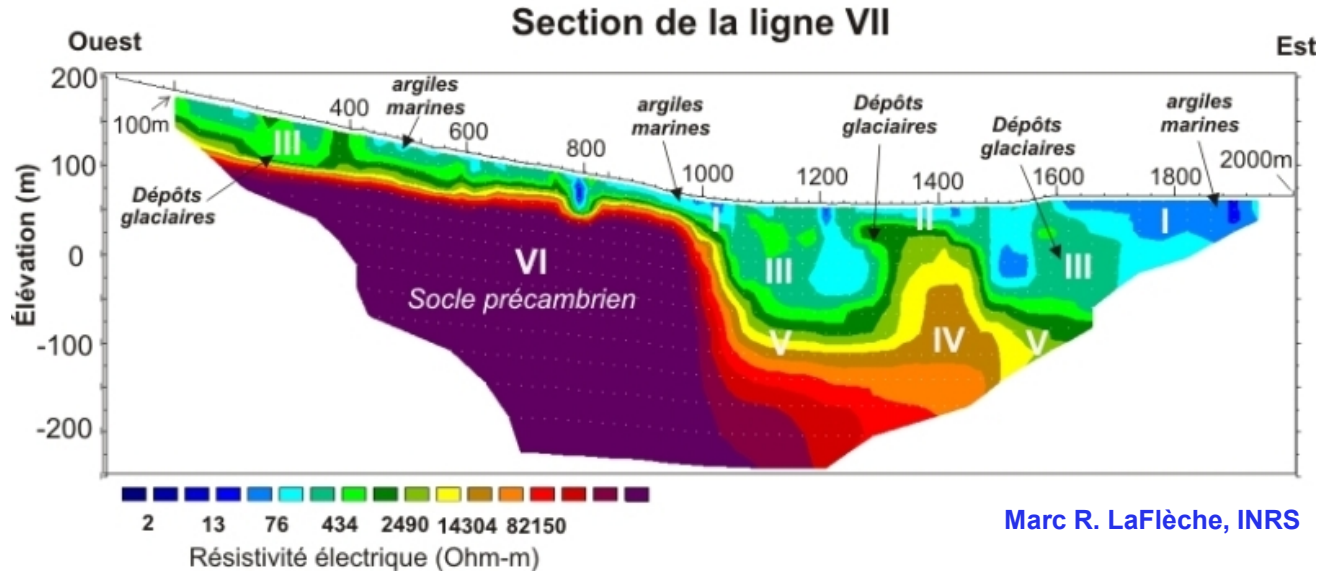 Section de la ligne VII
Ouest
Est
200
100
0
-100
-200
Élévation (m)
100m
400
600
800
1000
1200
1400
1600
1800
2000m
argiles
marines
argiles
marines
Dépôts
glaciaires
Dépôts
glaciaires
argiles
marines
Dépôts
glaciaires
III
I
II
I
III
III
VI
Socle précambrien
V
IV
V
2 13 76 434 2490 14304 82150
Résistivité électrique (Ohm-m)
Marc R. LaFlèche, INRS